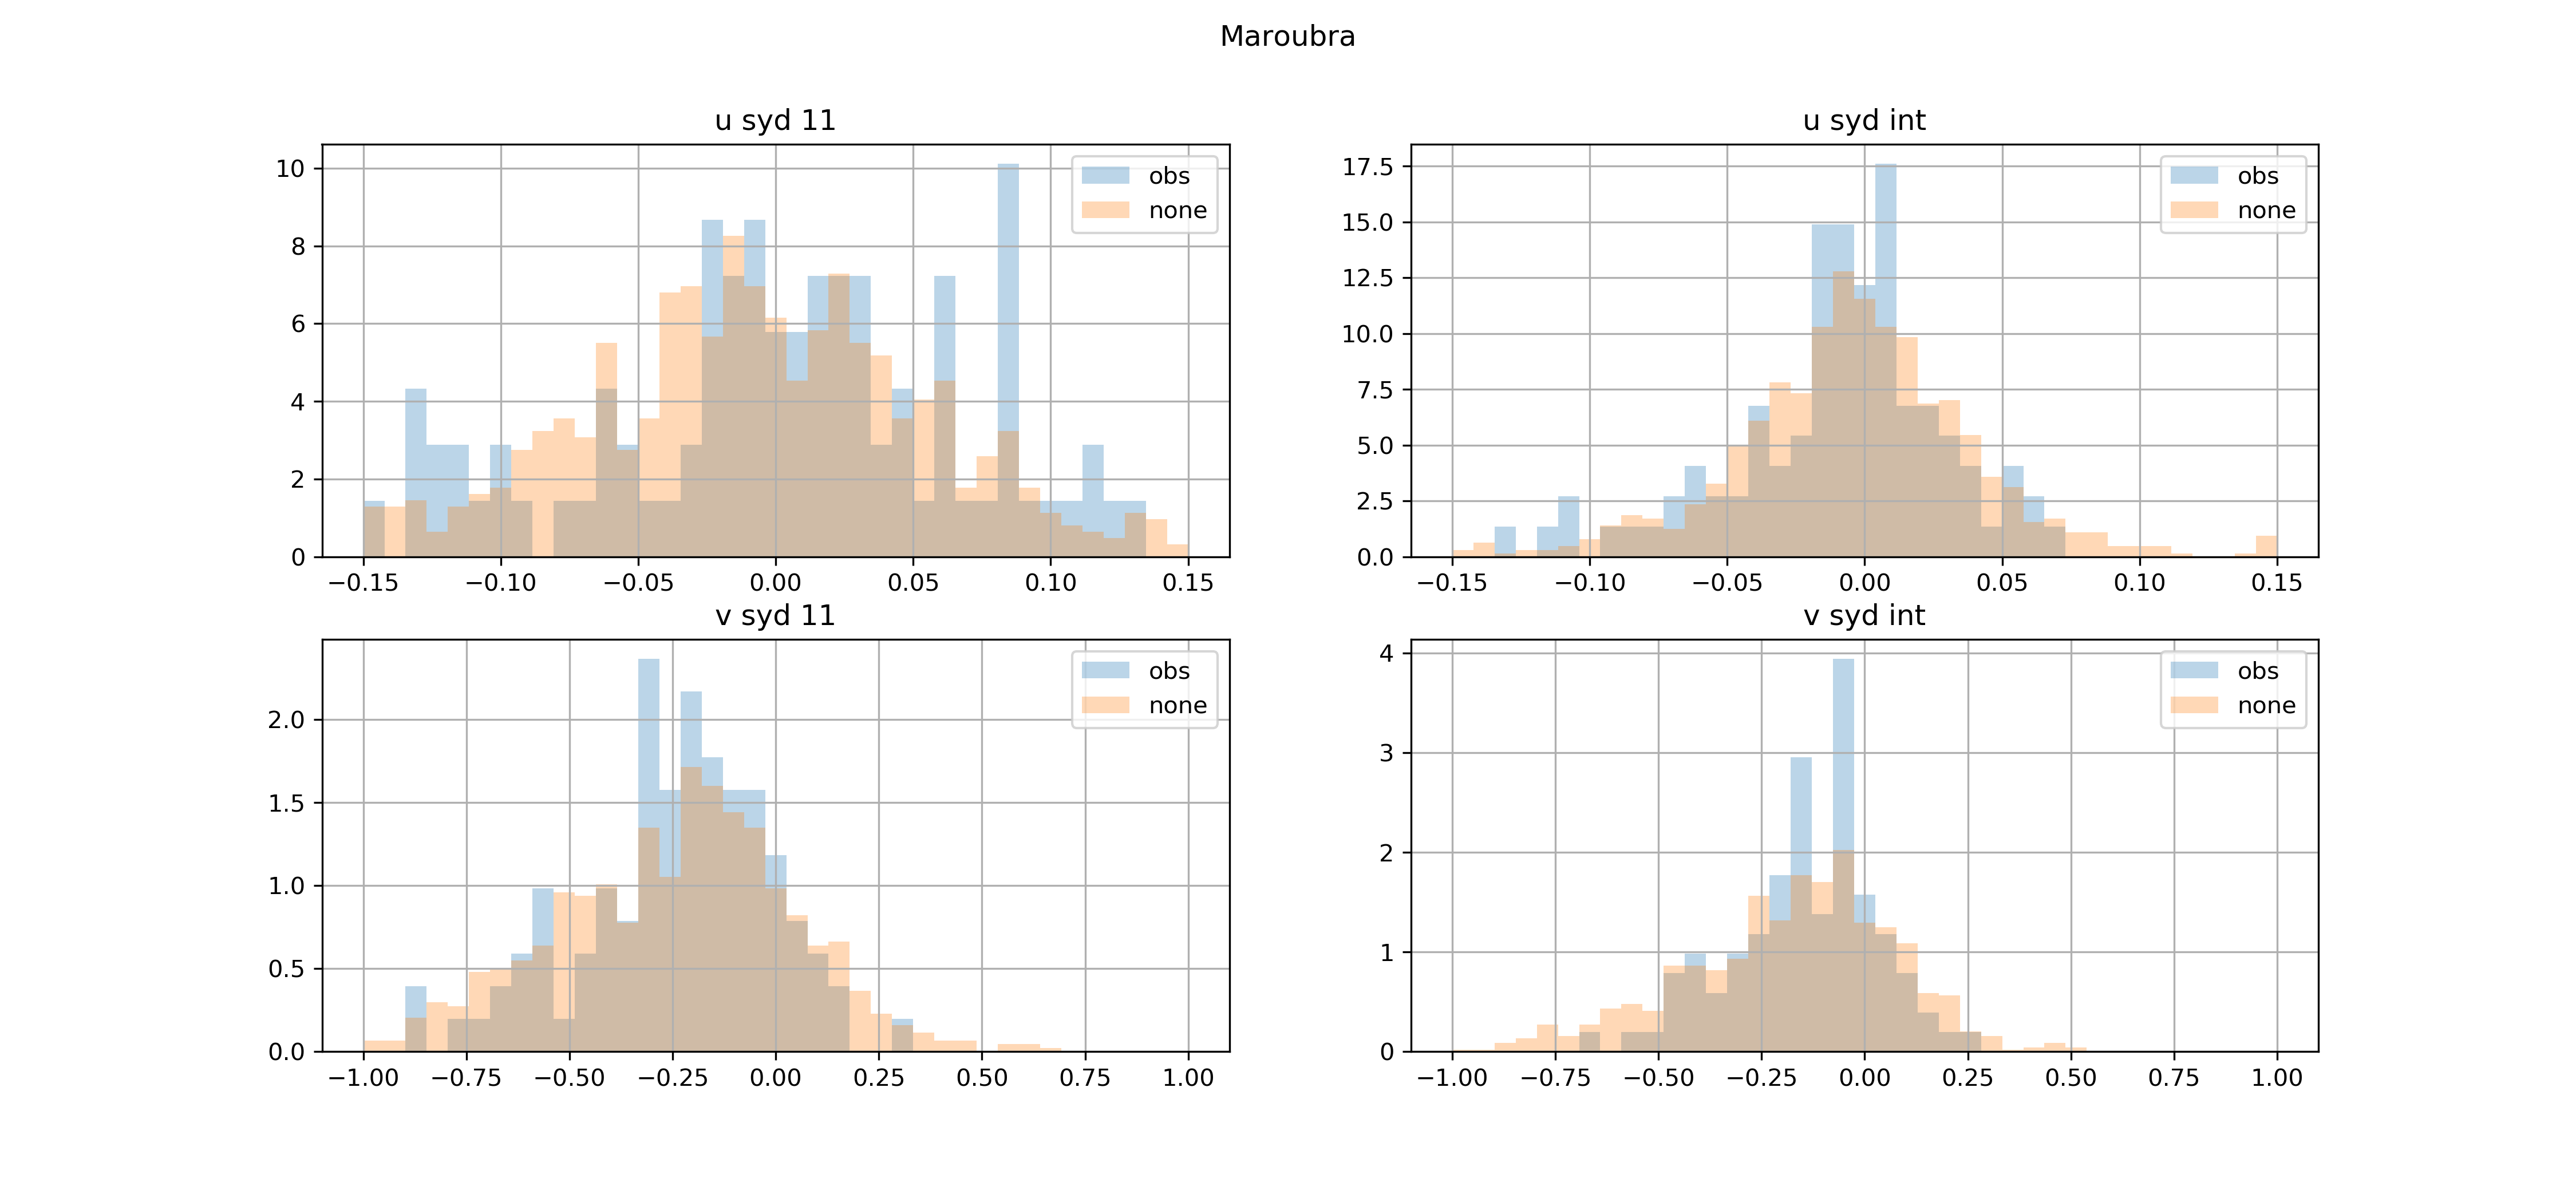 Maroubra
u syd 11
10
8
6
4
2
0
obs
none
−0.15 −0.10 −0.05 0.00 0.05 0.10 0.15
u syd int
17.5
15.0
12.5
10.0
7.5
5.0
2.5
0.0
obs
none
−0.15 −0.10 −0.05 0.00 0.05 0.10 0.15
v syd 11
2.0
1.5
1.0
0.5
0.0
obs
none
−1.00 −0.75 −0.50 −0.25 0.00 0.25 0.50 0.75 1.00
v syd int
4
3
2
1
0
obs
none
−1.00 −0.75 −0.50 −0.25 0.00 0.25 0.50 0.75 1.00